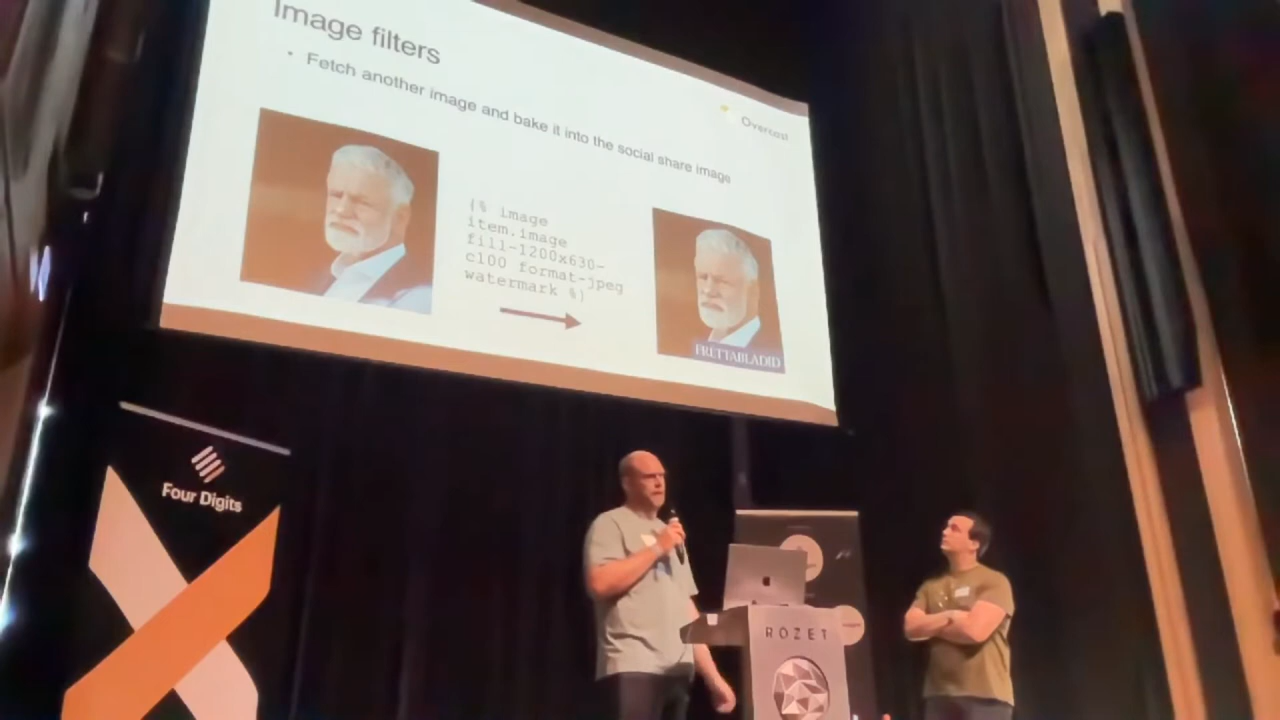 Image filters
• Fetch another image and bake it into the social share image
Overcast
{% image
item.image
fill-1200x630-
c100 format-jpeg
watermark %}
FRÉTTABLAÐIÐ
Four Digits
ROZET